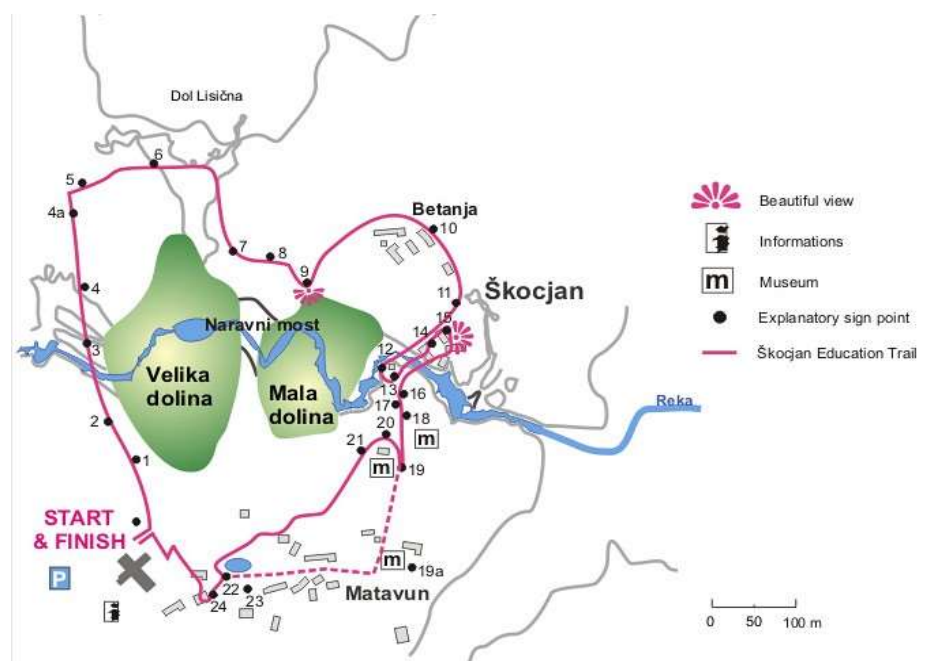 Dol Lisična
6
5
4a
Betanja
10
7
8
9
4
11
Škocjan
15
14
Naravni most
3
12
Velika
dolina
Mala
dolina
13
16
17
18
Reka
2
20
m
21
1
m
19
START
& FINISH
m
P
22
19a
23
Matavun
24
Beautiful view
Informations
m
Museum
Explanatory sign point
Škocjan Education Trail
0
50
100 m